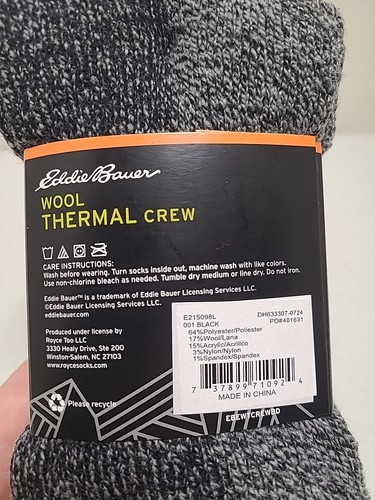 Eddie Bauer
WOOL
THERMAL CREW
CARE INSTRUCTIONS:
Wash before wearing. Turn socks inside out, machine wash with like colors.
Use non-chlorine bleach as needed. Tumble dry medium or line dry. Do not iron.
Eddie Bauer™ is a trademark of Eddie Bauer Licensing Services LLC.
©Eddie Bauer Licensing Services LLC.
eddiebauer.com
Produced under license by
Royce Too LLC
3330 Healy Drive, Ste 200
Winston-Salem, NC 27103
www.roycesocks.com
Please recycle
E215098L DH633307-0724
001 BLACK PO#401631
64%Polyester/Poliester
17%Wool/Lana
15%Acrylic/Acrilico
3%Nylon/Nylon
1%Spandex/Spandex
7 37899 71092 4
MADE IN CHINA
EBEWTCREWBD